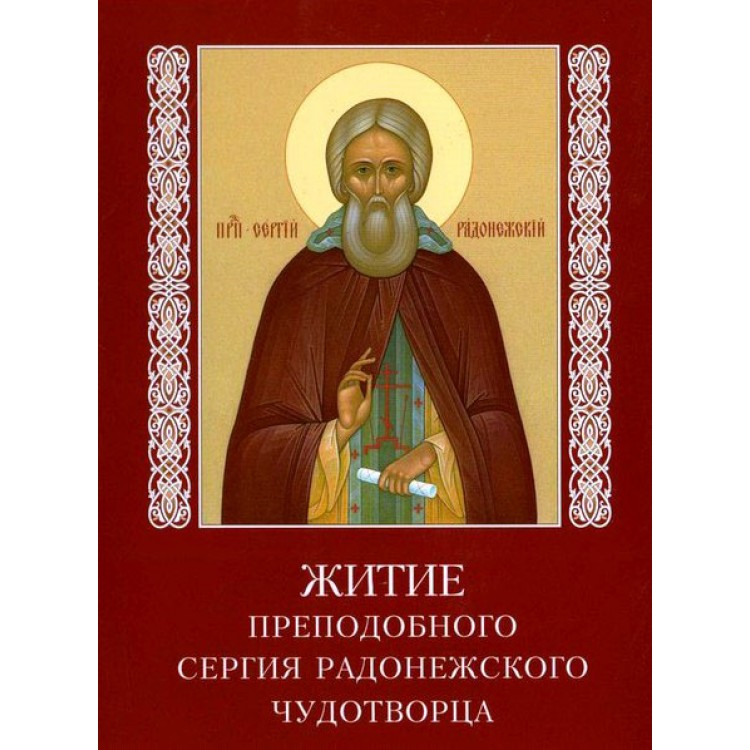 ПРП · СЕРГІЙ РАДОНЕЖСКІЙ
ЖИТИЕ
ПРЕПОДОБНОГО
СЕРГИЯ РАДОНЕЖСКОГО
ЧУДОТВОРЦА